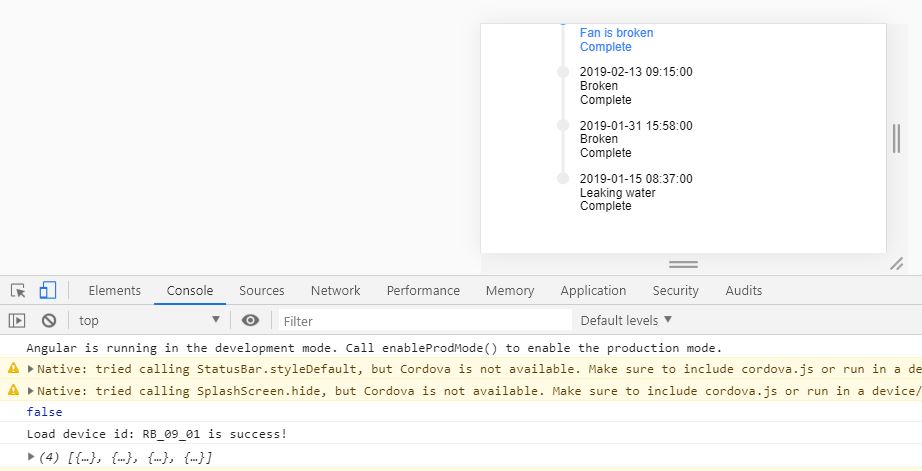 Fan is broken
Complete
2019-02-13 09:15:00
Broken
Complete
2019-01-31 15:58:00
Broken
Complete
2019-01-15 08:37:00
Leaking water
Complete
Elements Console Sources Network Performance Memory Application Security Audits
top Filter Default levels
Angular is running in the development mode. Call enableProdMode() to enable the production mode.
Native: tried calling StatusBar.styleDefault, but Cordova is not available. Make sure to include cordova.js or run in a de
Native: tried calling SplashScreen.hide, but Cordova is not available. Make sure to include cordova.js or run in a device/
false
Load device id: RB_09_01 is success!
(4) [{…}, {…}, {…}, {…}]